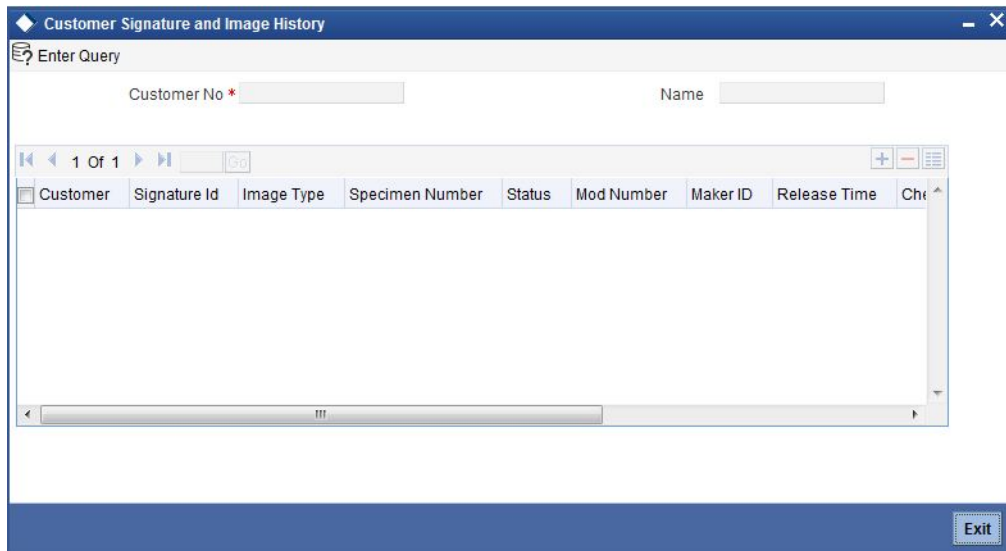 Customer Signature and Image History
Enter Query
Customer No * Name
1 Of 1 Go
Customer Signature Id Image Type Specimen Number Status Mod Number Maker ID Release Time Che
Exit